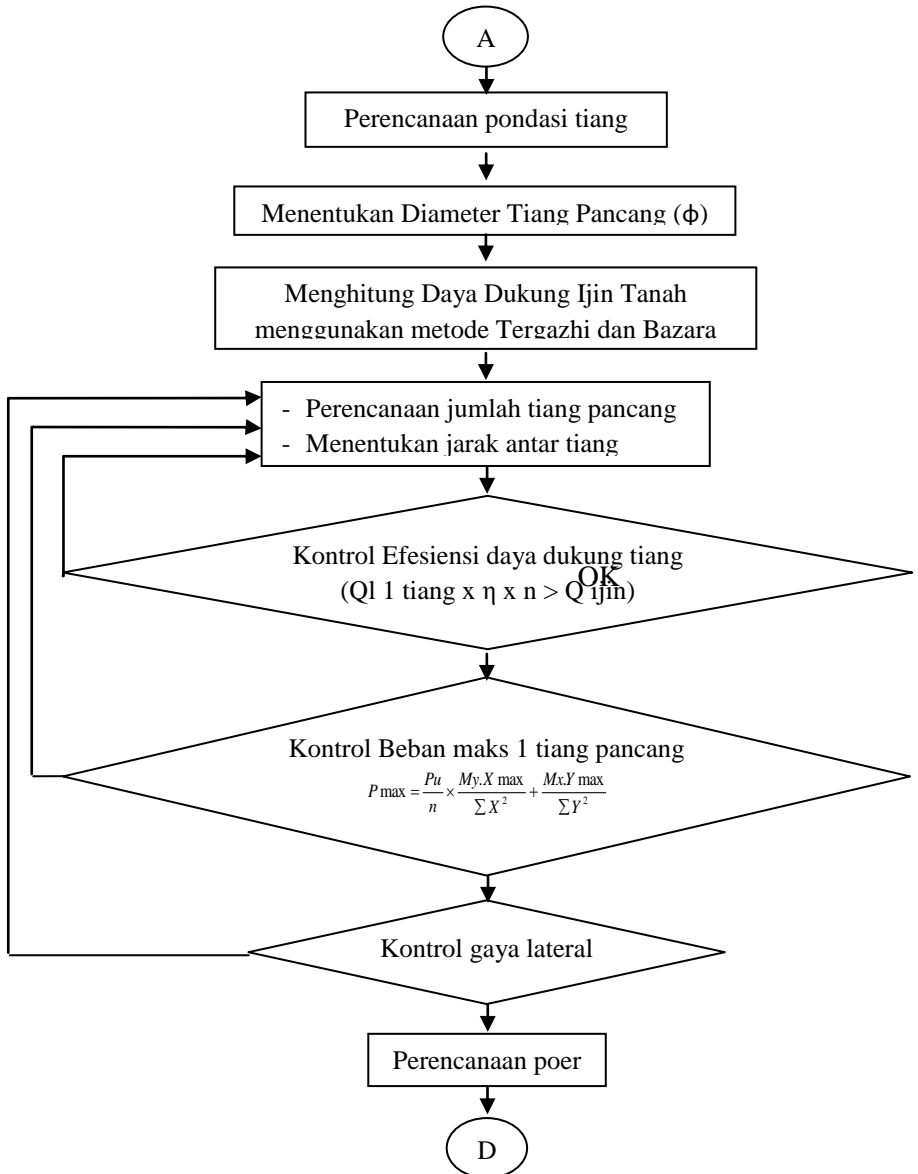 A
Perencanaan pondasi tiang
Menentukan Diameter Tiang Pancang (ϕ)
Menghitung Daya Dukung Ijin Tanah
menggunakan metode Tergazhi dan Bazara
- Perencanaan jumlah tiang pancang
- Menentukan jarak antar tiang
Kontrol Efesiensi daya dukung tiang
OK
(Ql 1 tiang x η x n > Q ijin)
Kontrol Beban maks 1 tiang pancang
P max = Pu/n × My.X max/∑ X² + Mx.Y max/∑ Y²
Kontrol gaya lateral
Perencanaan poer
D